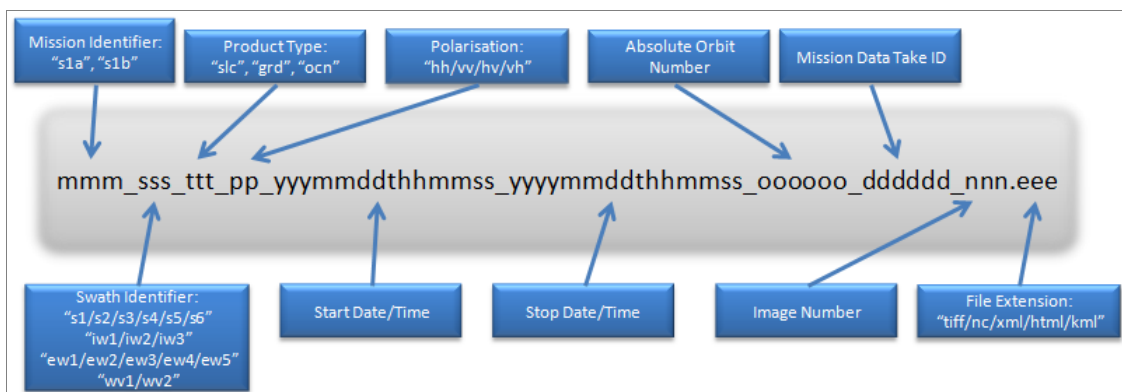 Mission Identifier:
“s1a”, “s1b”
Product Type:
“slc”, “grd”, “ocn”
Polarisation:
“hh/vv/hv/vh”
Absolute Orbit
Number
Mission Data Take ID
mmm_sss_ttt_pp_yyymmddthhmmss_yyyymmddthhmmss_oooooo_dddddd_nnn.eee
Swath Identifier:
“s1/s2/s3/s4/s5/s6”
“iw1/iw2/iw3”
“ew1/ew2/ew3/ew4/ew5”
“wv1/wv2”
Start Date/Time
Stop Date/Time
Image Number
File Extension:
“tiff/nc/xml/html/kml”